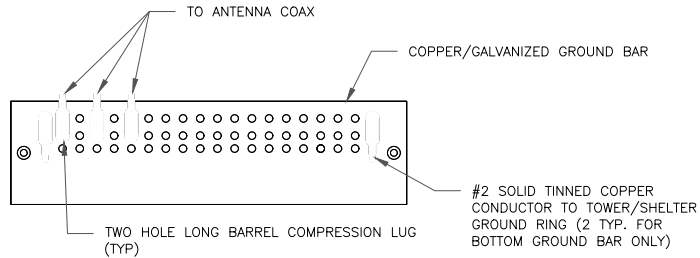 TO ANTENNA COAX
COPPER/GALVANIZED GROUND BAR
#2 SOLID TINNED COPPER
CONDUCTOR TO TOWER/SHELTER
GROUND RING (2 TYP. FOR
BOTTOM GROUND BAR ONLY)
TWO HOLE LONG BARREL COMPRESSION LUG
(TYP)